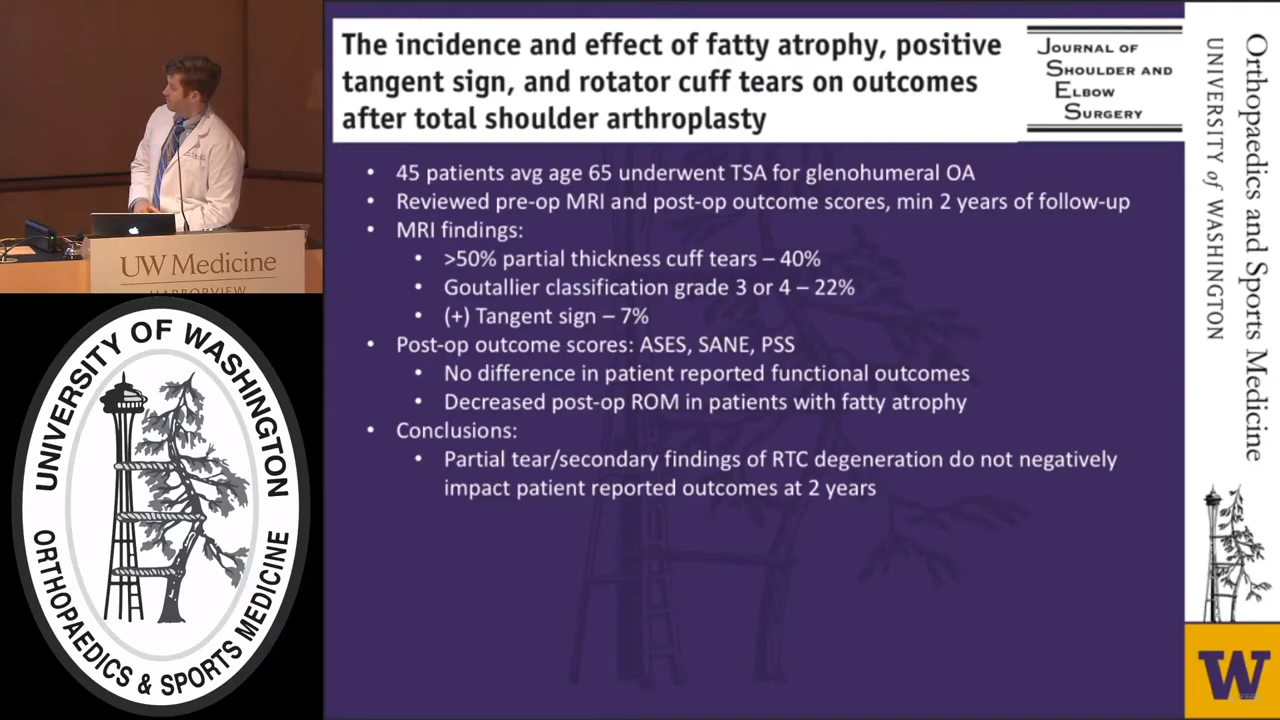 The incidence and effect of fatty atrophy, positive
tangent sign, and rotator cuff tears on outcomes
after total shoulder arthroplasty
JOURNAL OF
SHOULDER AND
ELBOW
SURGERY
• 45 patients avg age 65 underwent TSA for glenohumeral OA
• Reviewed pre-op MRI and post-op outcome scores, min 2 years of follow-up
• MRI findings:
• >50% partial thickness cuff tears – 40%
• Goutallier classification grade 3 or 4 – 22%
• (+) Tangent sign – 7%
• Post-op outcome scores: ASES, SANE, PSS
• No difference in patient reported functional outcomes
• Decreased post-op ROM in patients with fatty atrophy
• Conclusions:
• Partial tear/secondary findings of RTC degeneration do not negatively
impact patient reported outcomes at 2 years
UW Medicine
HARBORVIEW
UNIVERSITY OF WASHINGTON
ORTHOPAEDICS & SPORTS MEDICINE
Orthopaedics and Sports Medicine
UNIVERSITY of WASHINGTON
W